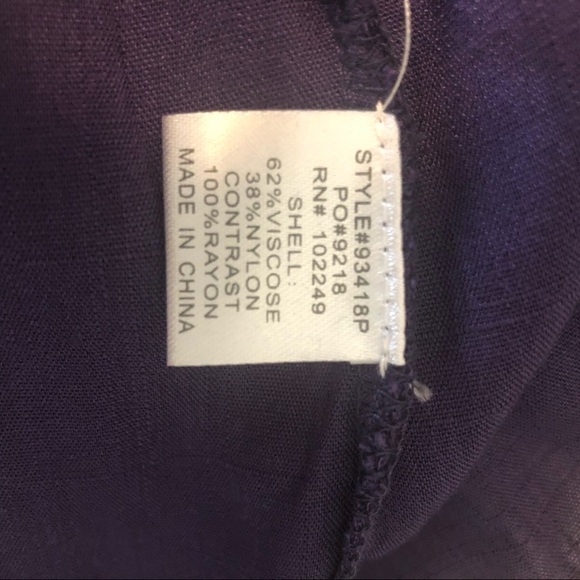 STYLE#93418P
PO#9218
RN# 102249
SHELL:
62%VISCOSE
38%NYLON
CONTRAST
100%RAYON
MADE IN CHINA